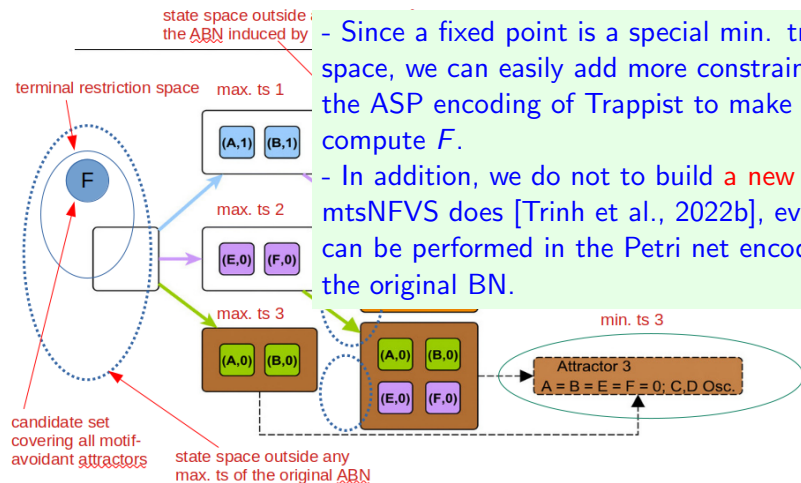 state space outside a
the ABN induced by
- Since a fixed point is a special min. tr
space, we can easily add more constrain
the ASP encoding of Trappist to make
compute F.
- In addition, we do not to build a new
mtsNFVS does [Trinh et al., 2022b], ev
can be performed in the Petri net encod
the original BN.
terminal restriction space
max. ts 1
(A,1) (B,1)
F
max. ts 2
(E,0) (F,0)
max. ts 3
(A,0) (B,0)
(A,0) (B,0)
(E,0) (F,0)
min. ts 3
Attractor 3
A = B = E = F = 0; C,D Osc.
candidate set
covering all motif-
avoidant attractors
state space outside any
max. ts of the original ABN